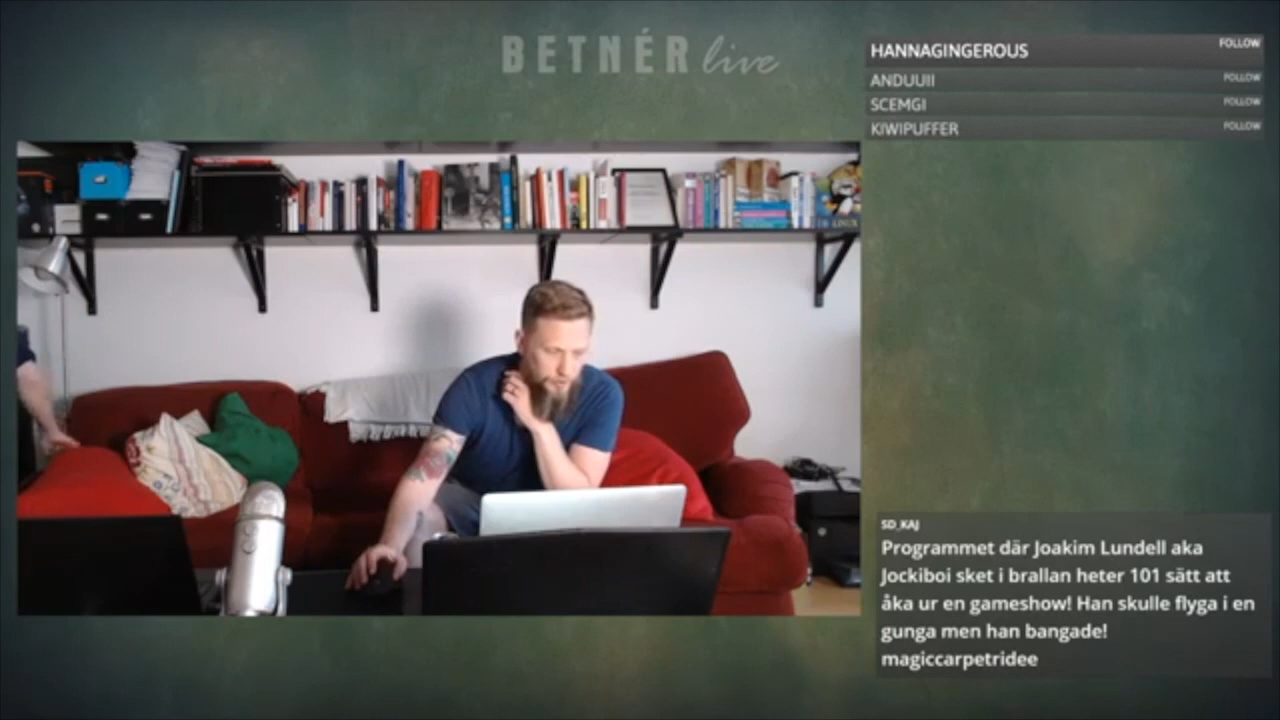 BETNÉR live
HANNAGINGEROUS FOLLOW
ANDUUII FOLLOW
SCEMGI FOLLOW
KIWIPUFFER FOLLOW
SD_KAJ
Programmet där Joakim Lundell aka
Jockiboi sket i brallan heter 101 sätt att
åka ur en gameshow! Han skulle flyga i en
gunga men han bangade!
magiccarpetridee